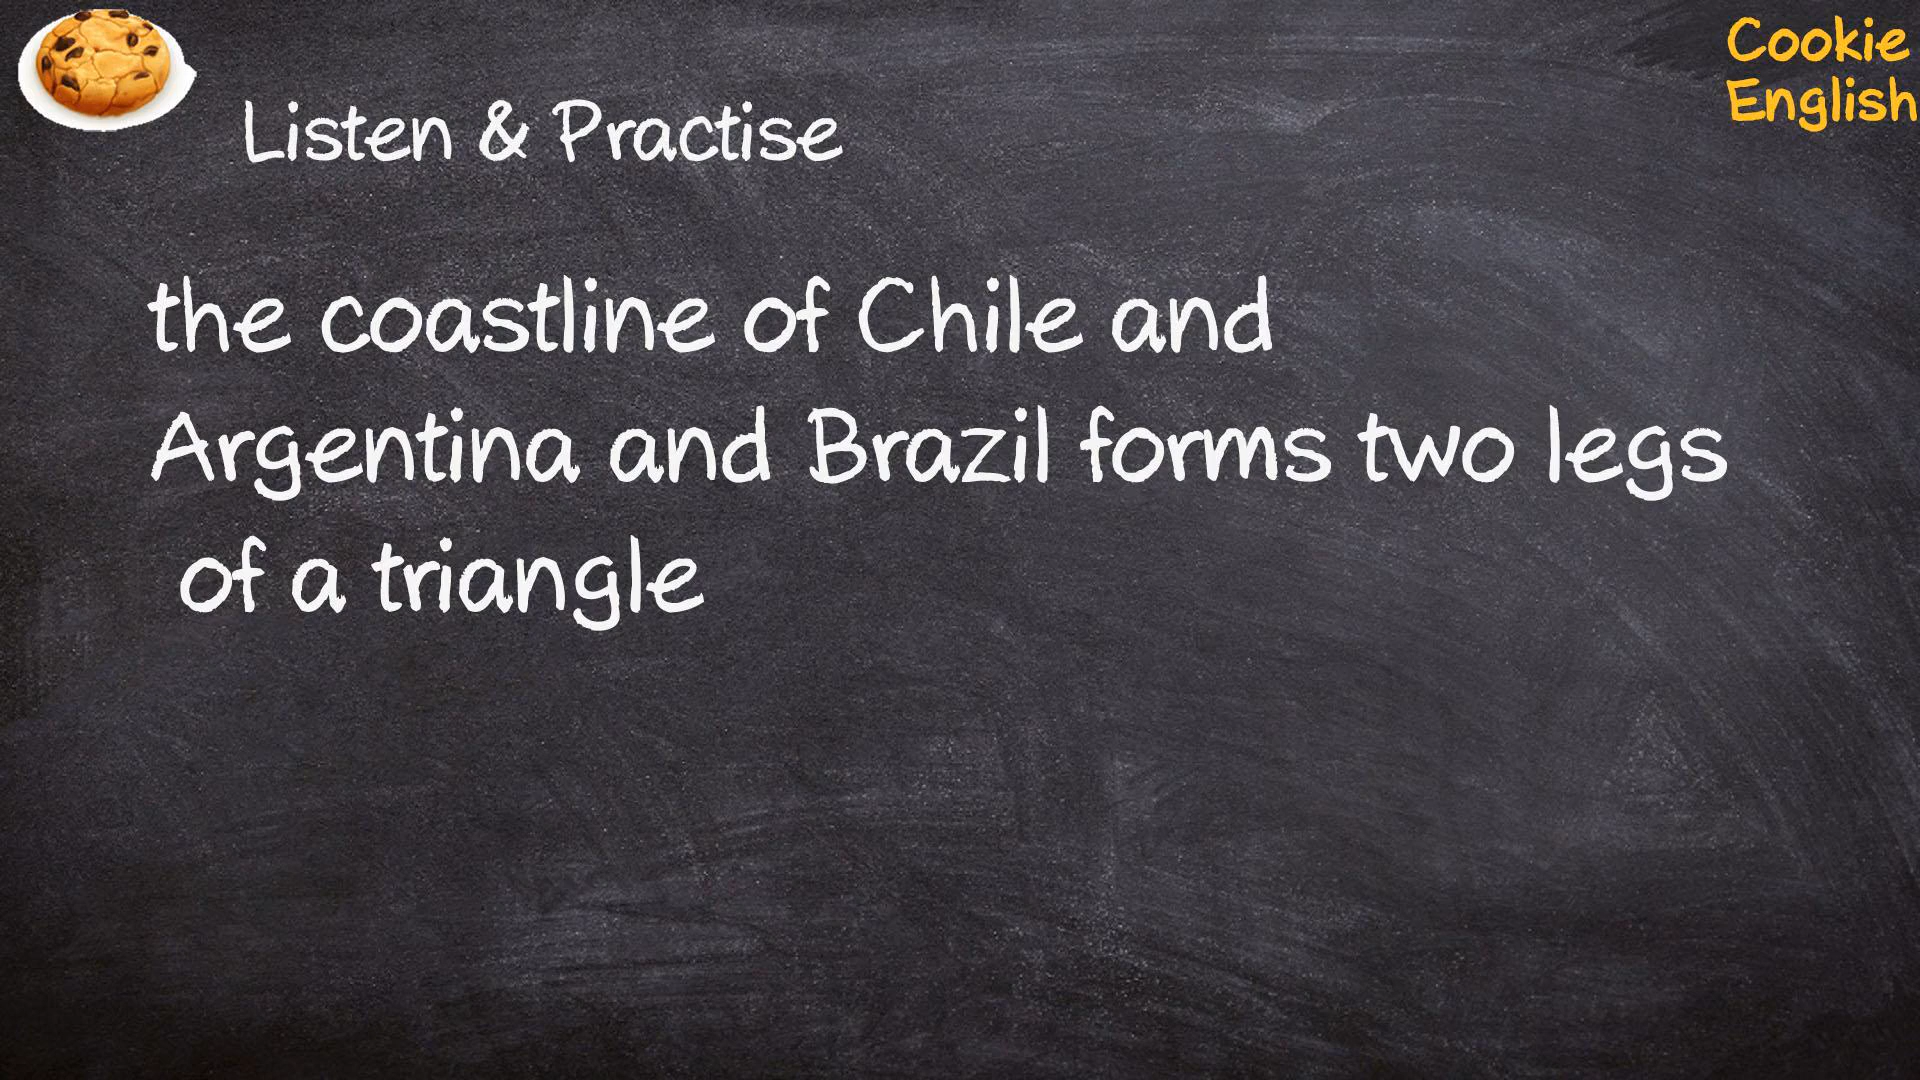 Cookie
English
Listen & Practise
the coastline of Chile and
Argentina and Brazil forms two legs
of a triangle